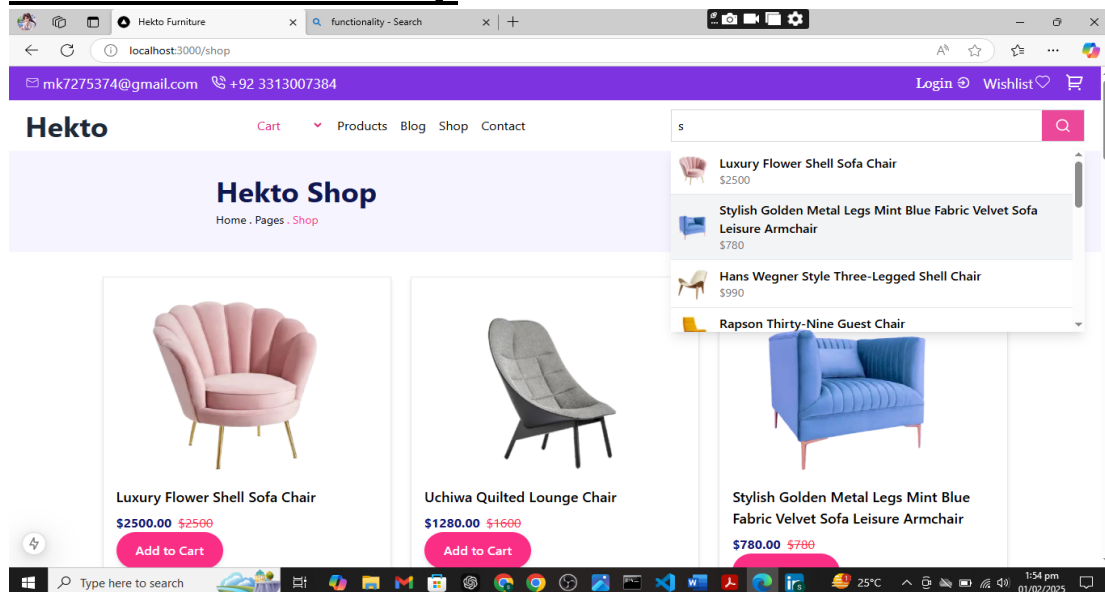 Hekto Furniture
functionality - Search
localhost:3000/shop
mk7275374@gmail.com +92 3313007384
Login Wishlist
Hekto
Cart Products Blog Shop Contact
s
Luxury Flower Shell Sofa Chair
$2500
Stylish Golden Metal Legs Mint Blue Fabric Velvet Sofa
Leisure Armchair
$780
Hans Wegner Style Three-Legged Shell Chair
$990
Rapson Thirty-Nine Guest Chair
Hekto Shop
Home . Pages . Shop
Luxury Flower Shell Sofa Chair
$2500.00 $2500
Add to Cart
Uchiwa Quilted Lounge Chair
$1280.00 $1600
Add to Cart
Stylish Golden Metal Legs Mint Blue
Fabric Velvet Sofa Leisure Armchair
$780.00 $780
Type here to search
25°C
1:54 pm
01/02/2025